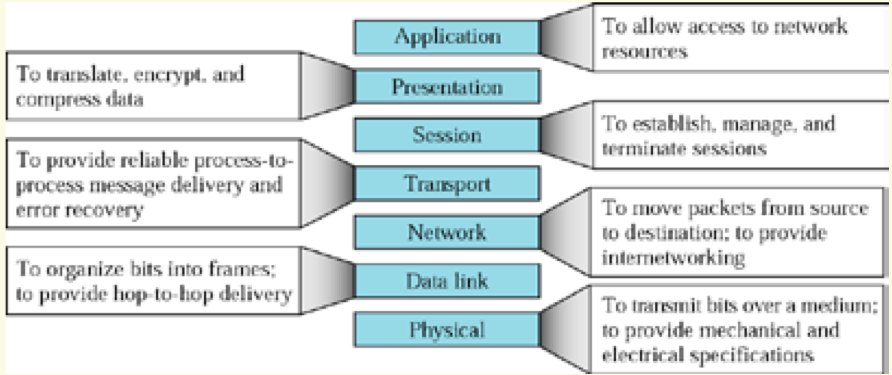 Application
To allow access to network
resources
To translate, encrypt, and
compress data
Presentation
Session
To establish, manage, and
terminate sessions
To provide reliable process-to-
process message delivery and
error recovery
Transport
Network
To move packets from source
to destination; to provide
internetworking
To organize bits into frames;
to provide hop-to-hop delivery
Data link
Physical
To transmit bits over a medium;
to provide mechanical and
electrical specifications